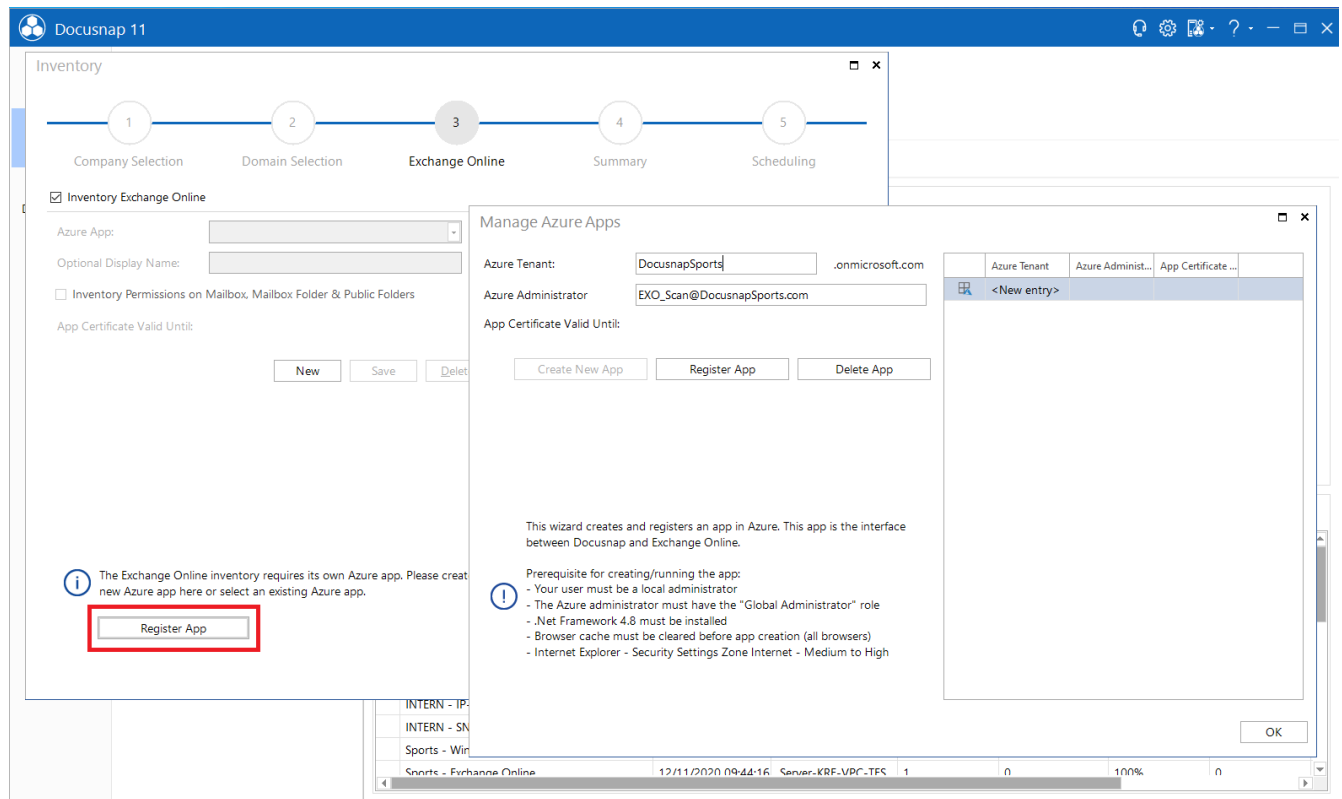 Docusnap 11
?
Inventory
1
2
3
4
5
Company Selection
Domain Selection
Exchange Online
Summary
Scheduling
Inventory Exchange Online
Azure App:
Optional Display Name:
Inventory Permissions on Mailbox, Mailbox Folder & Public Folders
App Certificate Valid Until:
New
Save
Delet
The Exchange Online inventory requires its own Azure app. Please creat
new Azure app here or select an existing Azure app.
Register App
Manage Azure Apps
Azure Tenant:
DocusnapSports
.onmicrosoft.com
Azure Administrator
EXO_Scan@DocusnapSports.com
App Certificate Valid Until:
Create New App
Register App
Delete App
This wizard creates and registers an app in Azure. This app is the interface
between Docusnap and Exchange Online.
Prerequisite for creating/running the app:
- Your user must be a local administrator
- The Azure administrator must have the "Global Administrator" role
- .Net Framework 4.8 must be installed
- Browser cache must be cleared before app creation (all browsers)
- Internet Explorer - Security Settings Zone Internet - Medium to High
Azure Tenant Azure Administ... App Certificate ...
<New entry>
OK
INTERN - IP-
INTERN - SN
Sports - Win
Sports - Exchange Online 12/11/2020 09:44:16 Server-KRE-VPC-TES 1 0 100% 0